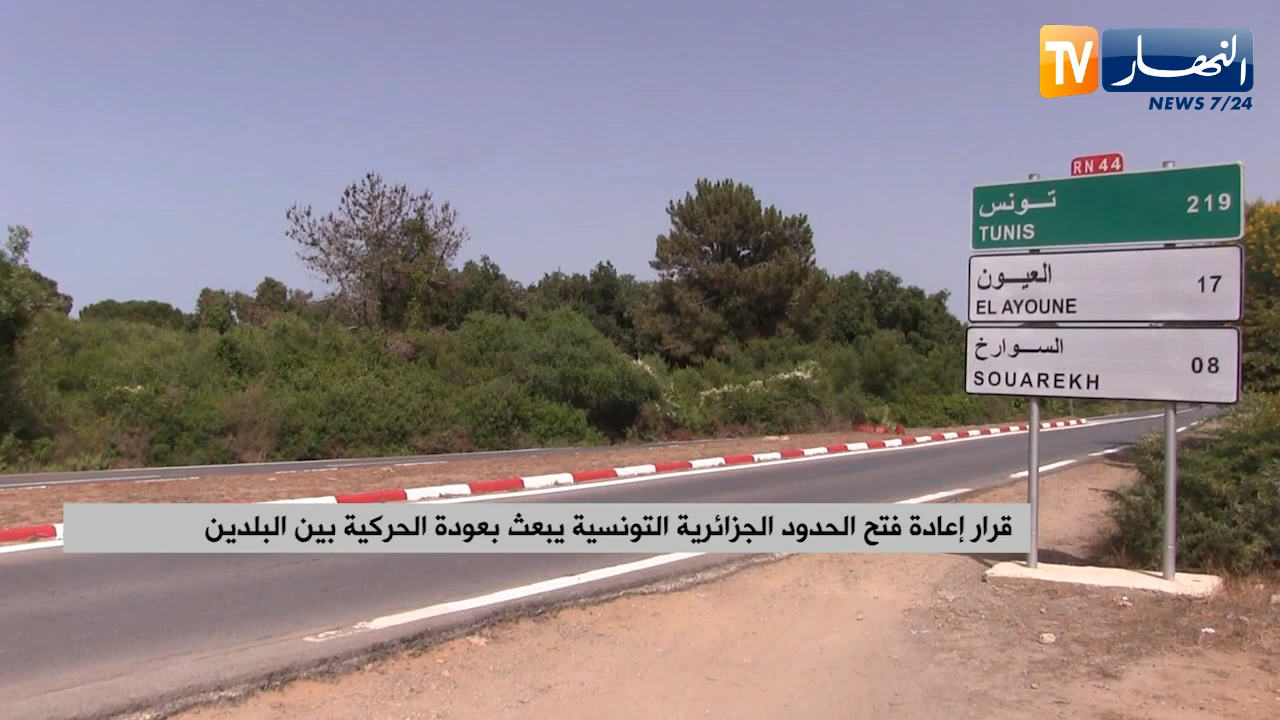 TV النهار
NEWS 7/24
RN 44
تونس 219
TUNIS
العيون 17
EL AYOUNE
السوارخ 08
SOUAREKH
قرار إعادة فتح الحدود الجزائرية التونسية يبعث بعودة الحركية بين البلدين